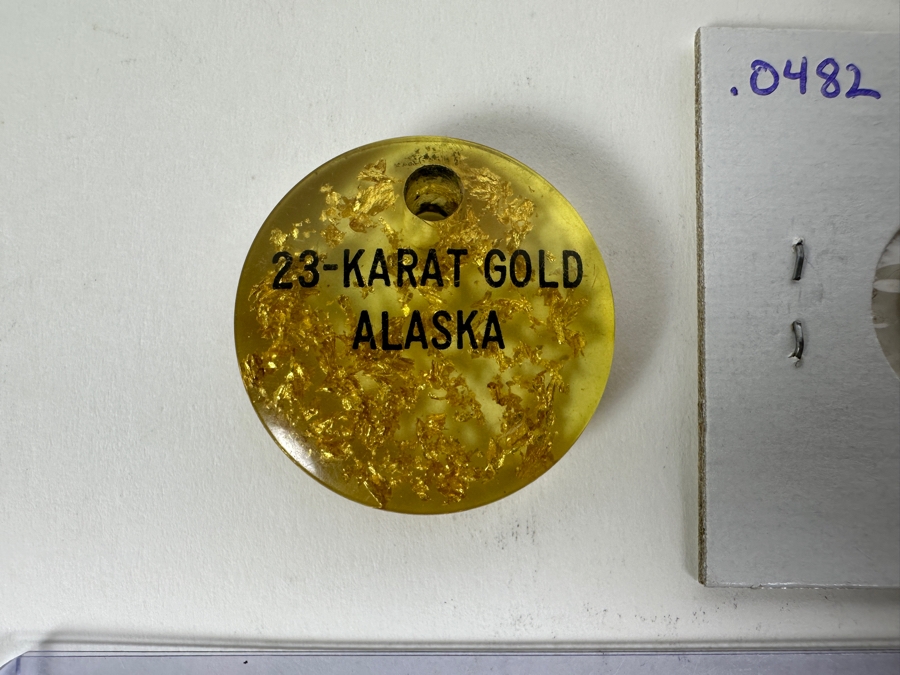 23-KARAT GOLD
ALASKA
.0482